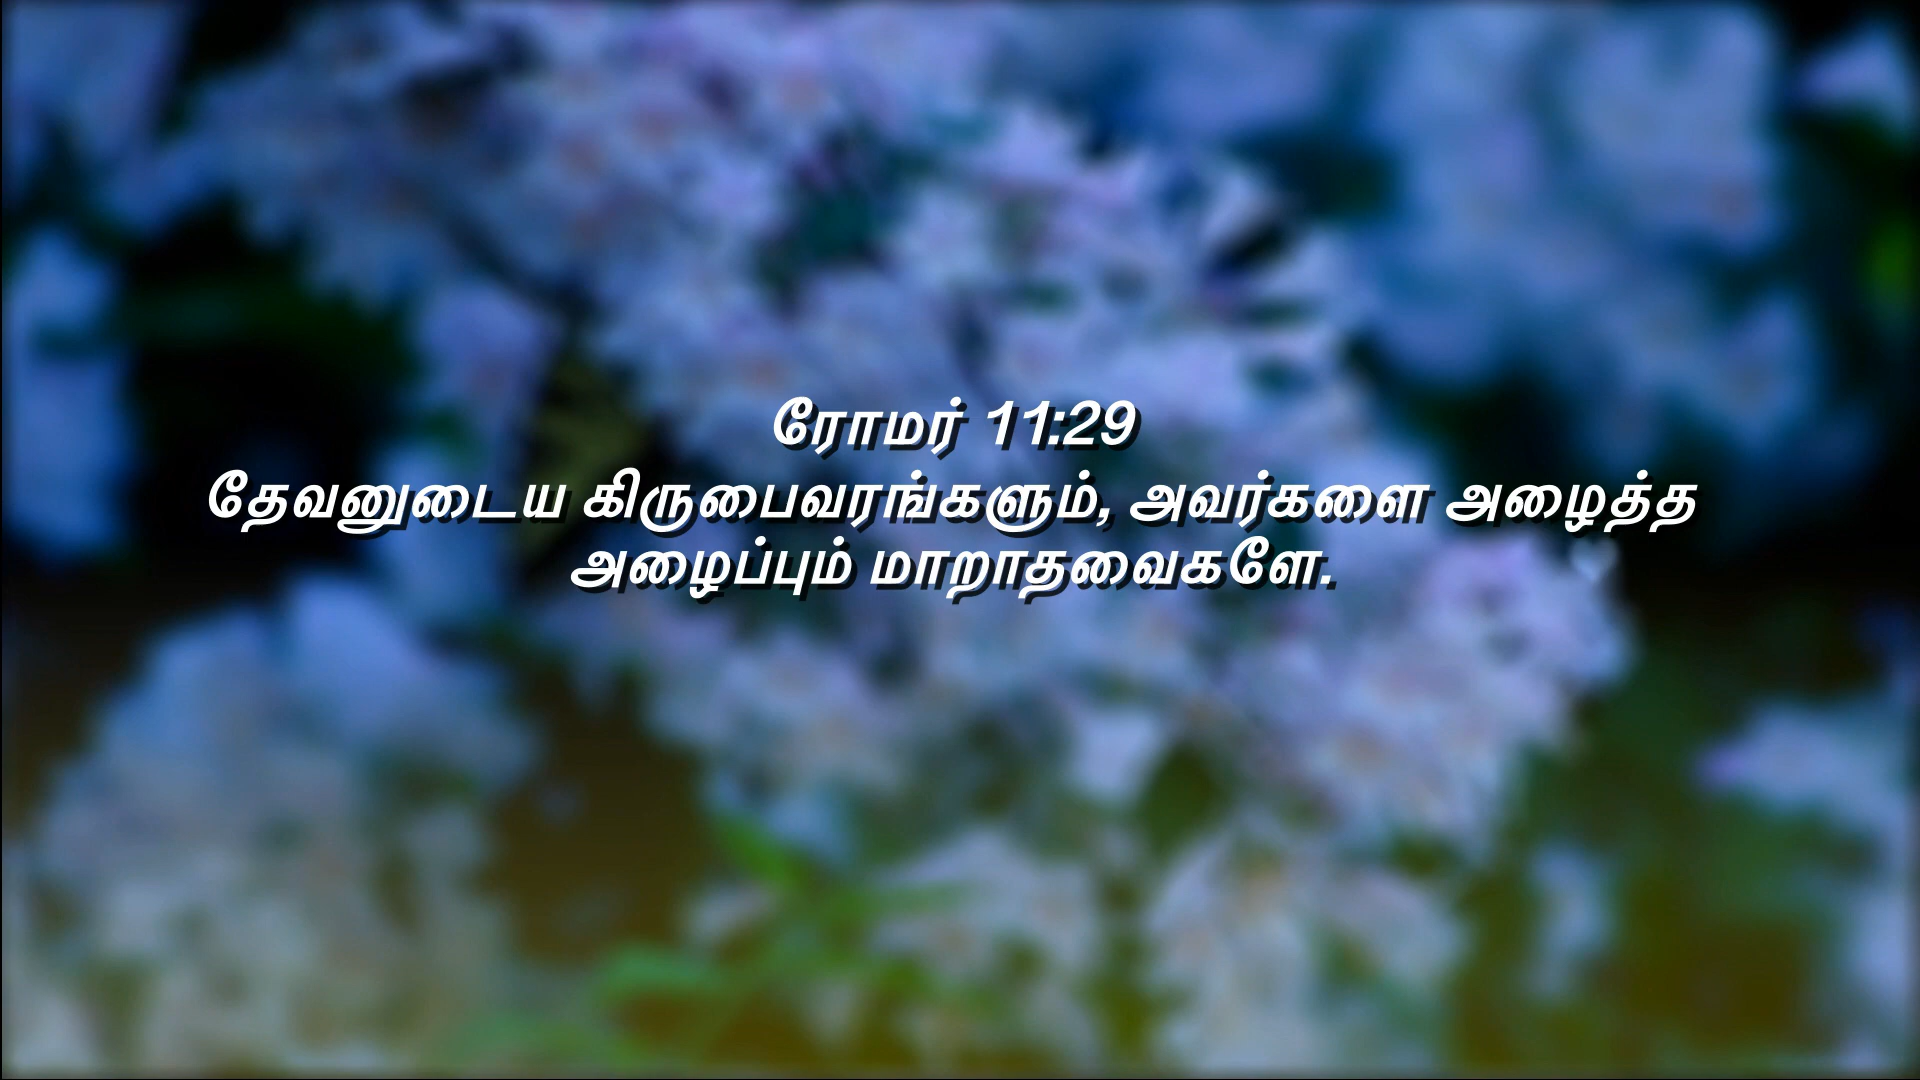 ரோமர் 11:29
தேவனுடைய கிருபைவரங்களும், அவர்களை அழைத்த
அழைப்பும் மாறாதவைகளே.